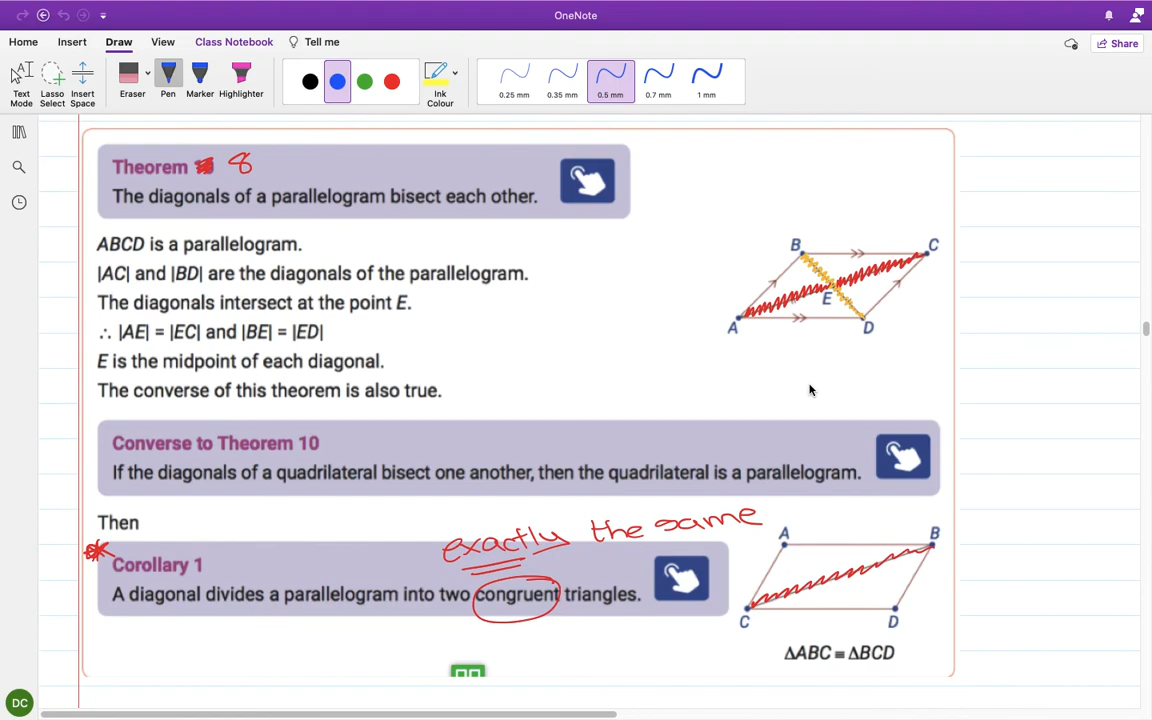 OneNote
Home Insert Draw View Class Notebook Tell me
Share
Text Mode
Lasso Select
Insert Space
Eraser
Pen
Marker
Highlighter
Ink Colour
0.25 mm
0.35 mm
0.5 mm
0.7 mm
1 mm
Theorem 8
The diagonals of a parallelogram bisect each other.
ABCD is a parallelogram.
|AC| and |BD| are the diagonals of the parallelogram.
The diagonals intersect at the point E.
∴ |AE| = |EC| and |BE| = |ED|
E is the midpoint of each diagonal.
The converse of this theorem is also true.
B C
E
A D
Converse to Theorem 10
If the diagonals of a quadrilateral bisect one another, then the quadrilateral is a parallelogram.
Then
exactly the same
Corollary 1
A diagonal divides a parallelogram into two congruent triangles.
A B
C D
ΔABC ≡ ΔBCD
DC